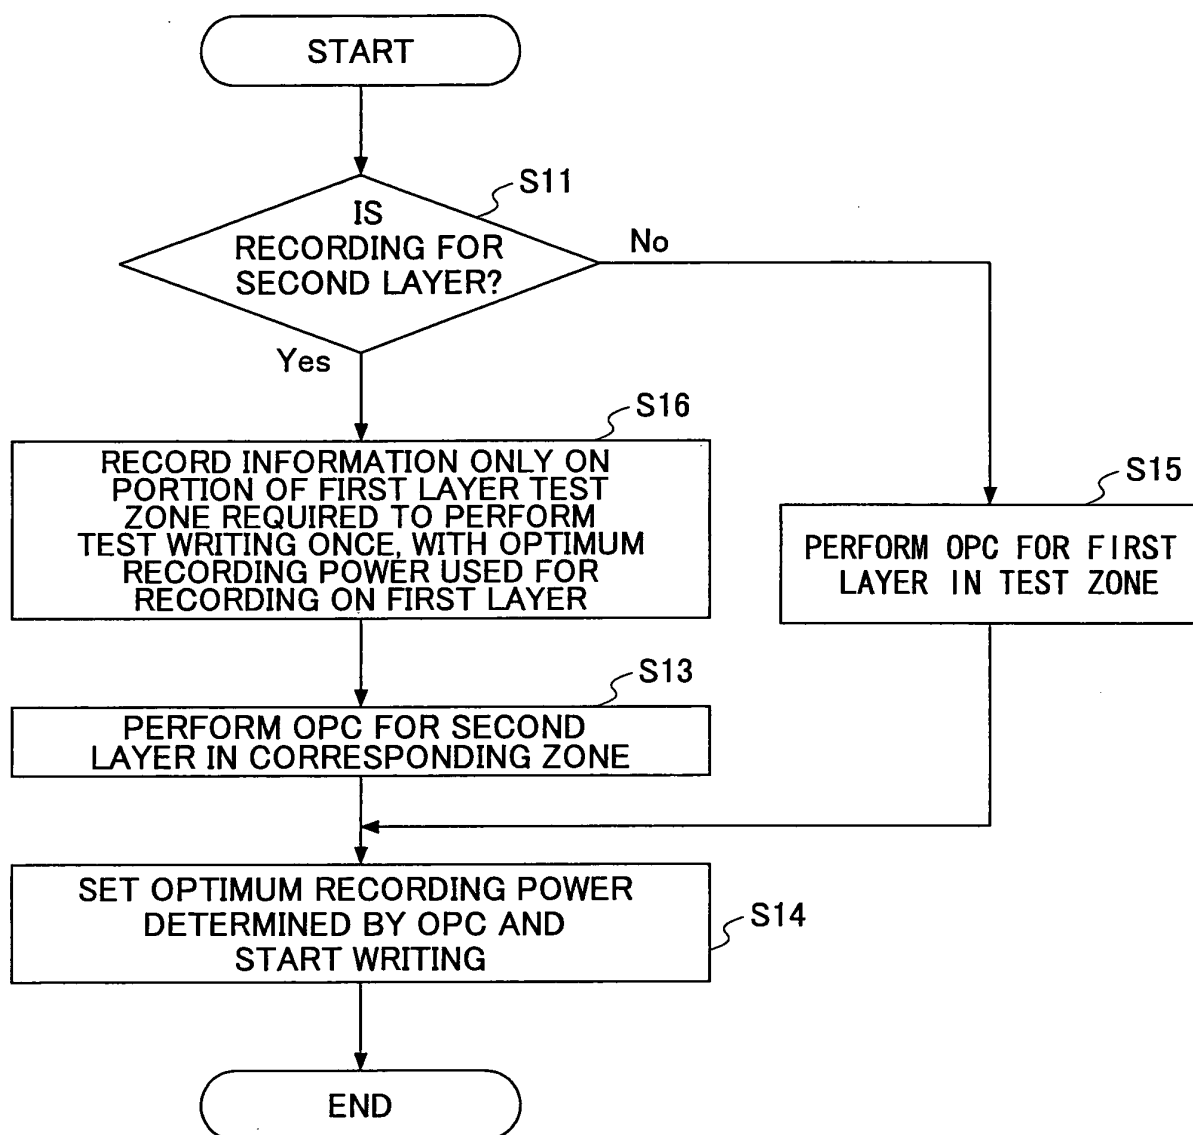 START
S11
IS
RECORDING FOR
SECOND LAYER?
No
Yes
S16
RECORD INFORMATION ONLY ON
PORTION OF FIRST LAYER TEST
ZONE REQUIRED TO PERFORM
TEST WRITING ONCE, WITH OPTIMUM
RECORDING POWER USED FOR
RECORDING ON FIRST LAYER
S15
PERFORM OPC FOR FIRST
LAYER IN TEST ZONE
S13
PERFORM OPC FOR SECOND
LAYER IN CORRESPONDING ZONE
SET OPTIMUM RECORDING POWER
DETERMINED BY OPC AND
START WRITING
S14
END